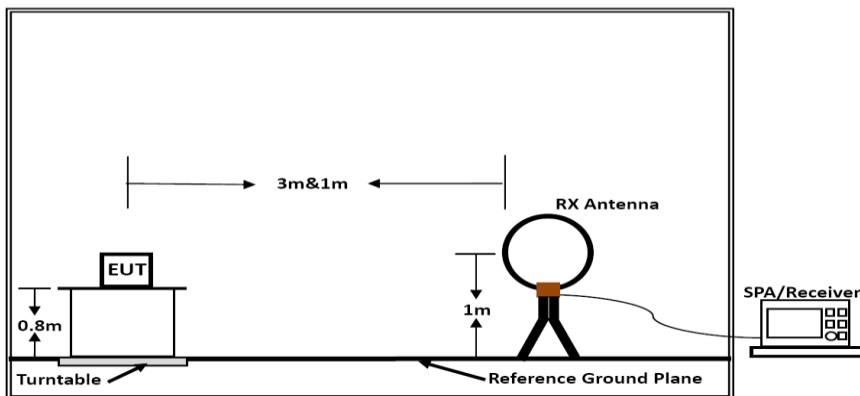 3m&1m
RX Antenna
EUT
SPA/Receiver
0.8m
1m
Turntable
Reference Ground Plane